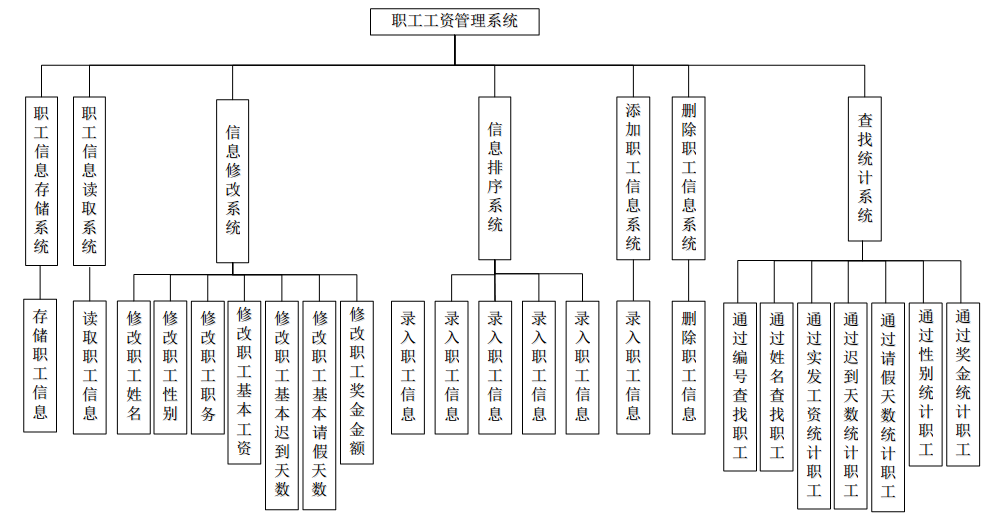 职工工资管理系统
职工信息存储系统
职工信息读取系统
信息修改系统
信息排序系统
添加职工信息系统
删除职工信息系统
查找统计系统
存储职工信息
读取职工信息
修改职工姓名
修改职工性别
修改职工职务
修改职工基本工资
修改职工基本迟到天数
修改职工基本请假天数
修改职工奖金金额
录入职工信息
录入职工信息
录入职工信息
录入职工信息
录入职工信息
录入职工信息
删除职工信息
通过编号查找职工
通过姓名查找职工
通过实发工资统计职工
通过迟到天数统计职工
通过请假天数统计职工
通过性别统计职工
通过奖金统计职工